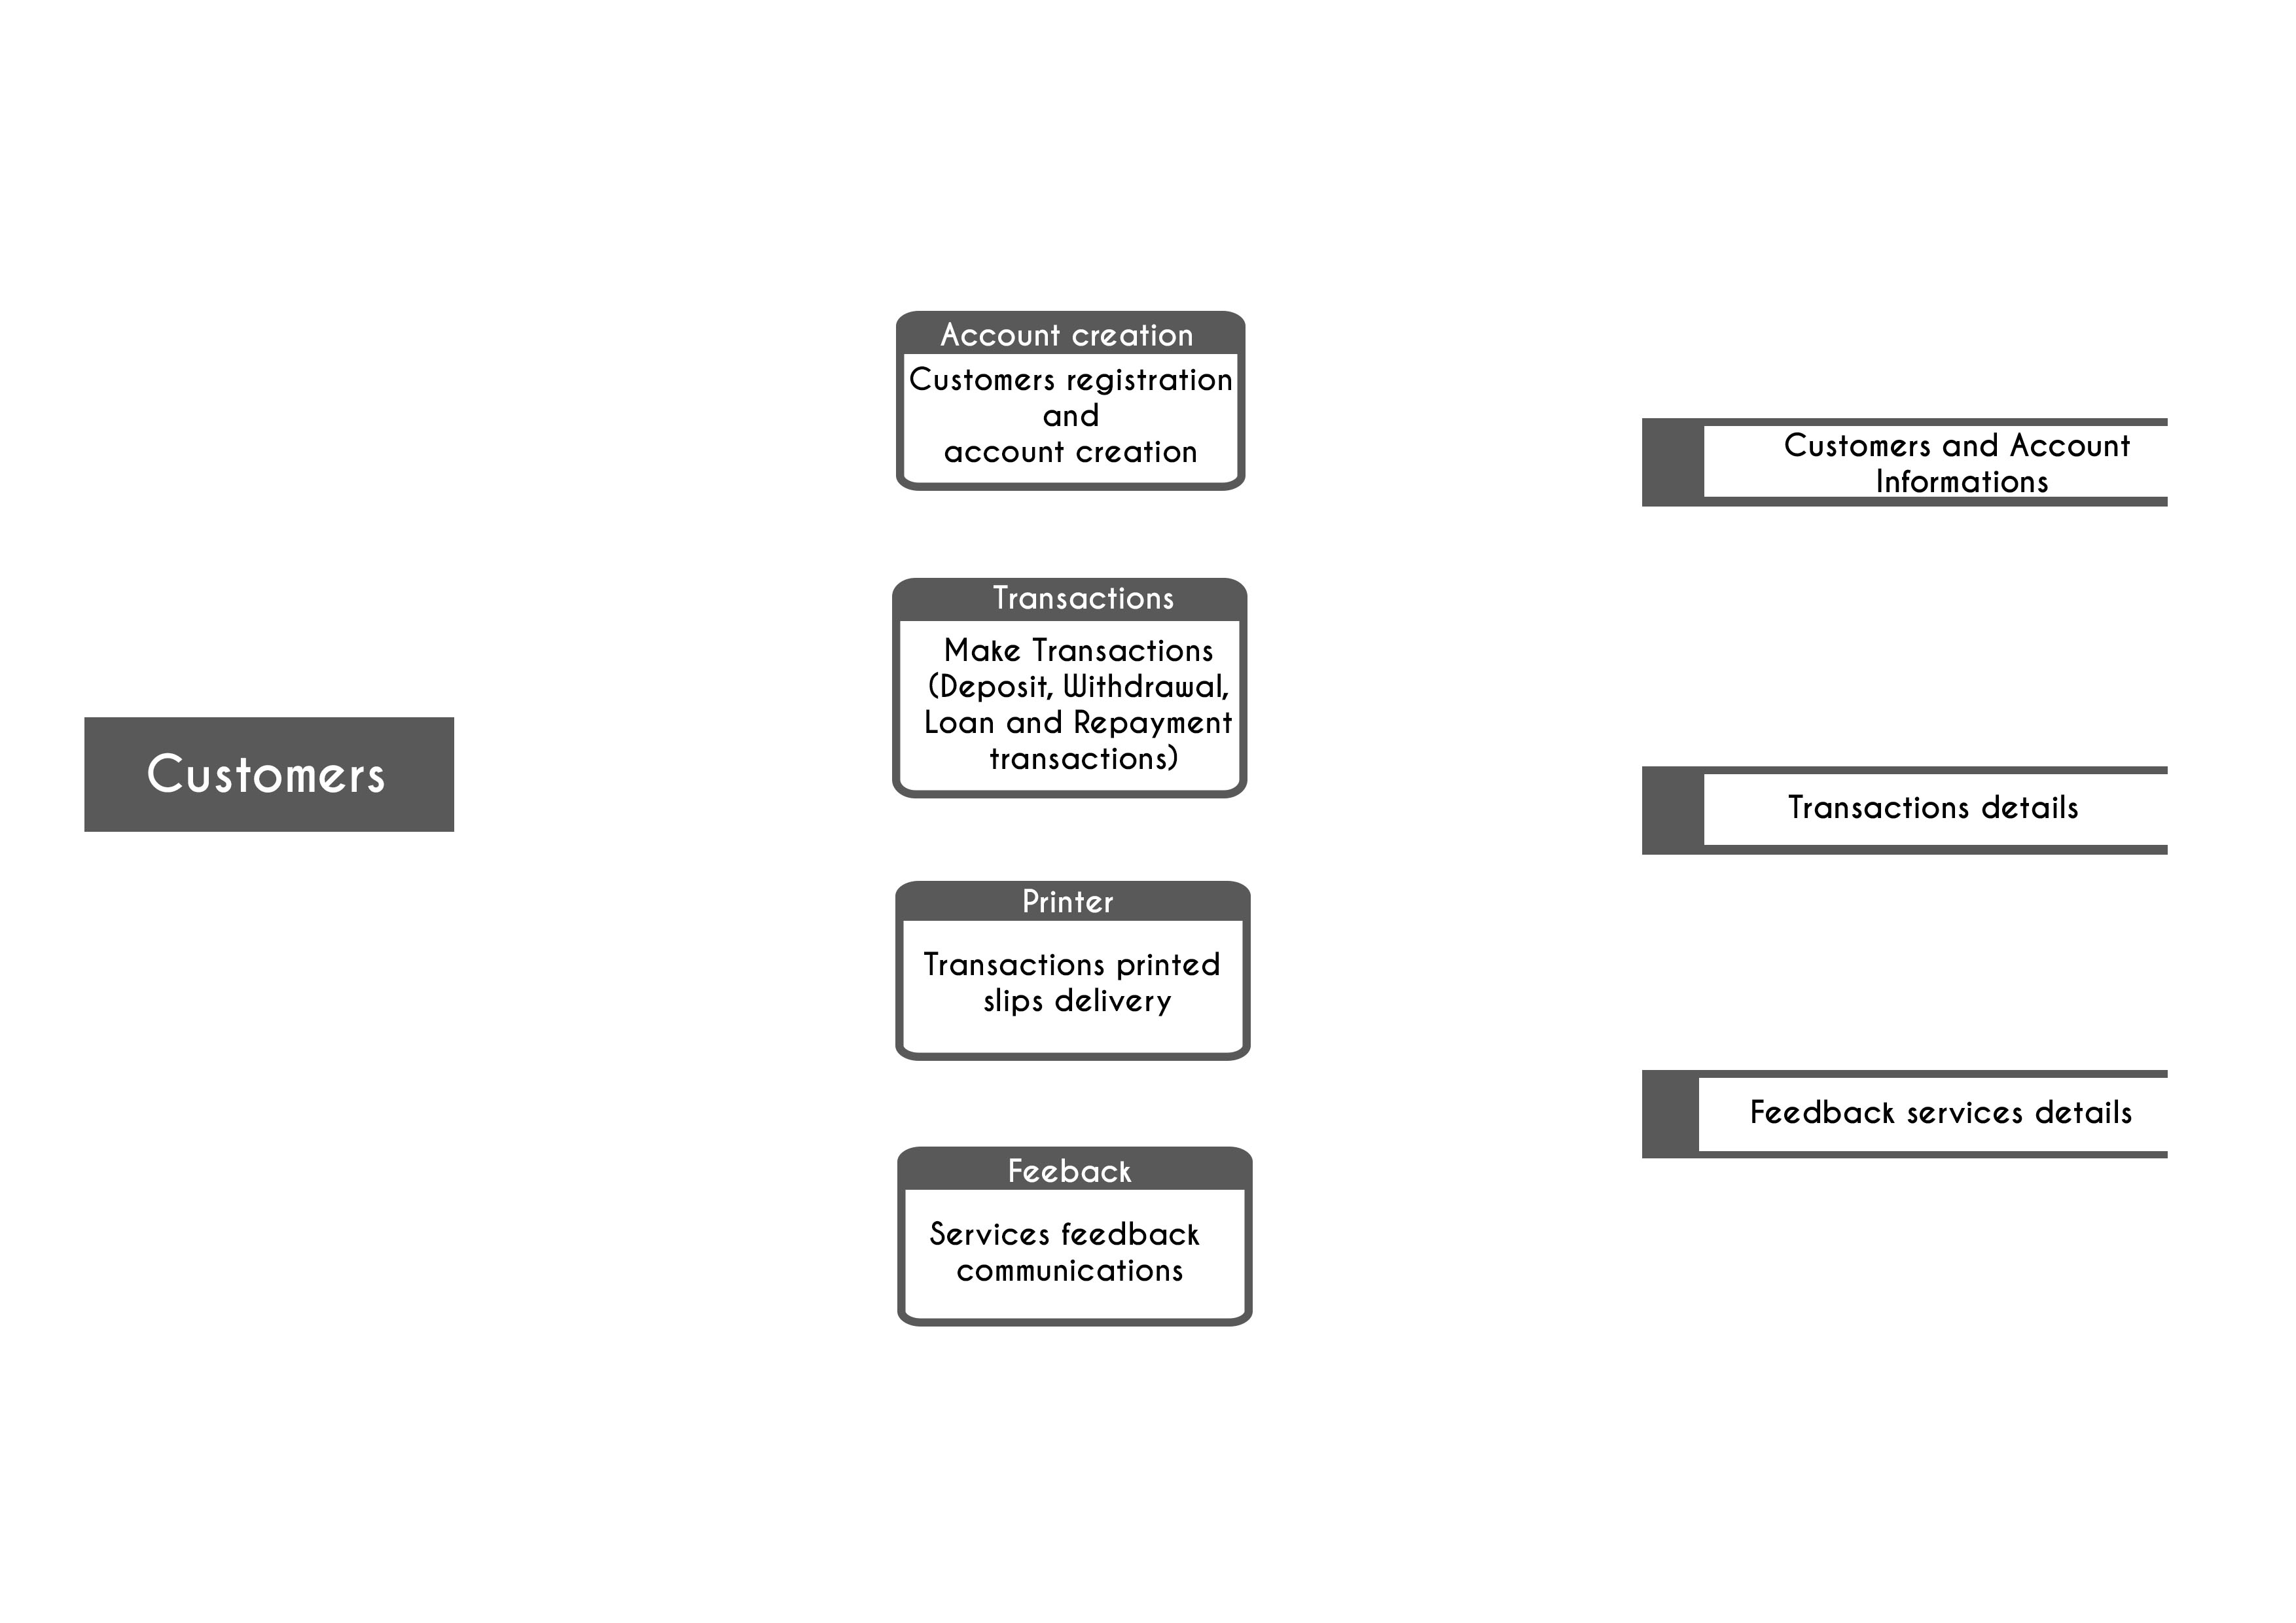 Customers
Account creation
Customers registration
and
account creation
Transactions
Make Transactions
(Deposit, Withdrawal,
Loan and Repayment
transactions)
Printer
Transactions printed
slips delivery
Feeback
Services feedback
communications
Customers and Account
Informations
Transactions details
Feedback services details